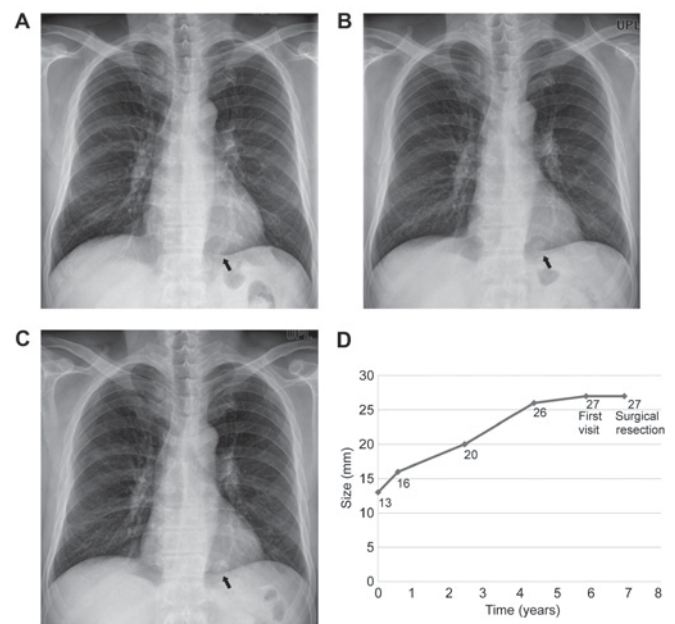 A
B
UPL
C
UPL
D
30
25
20
15
10
5
0
Size (mm)
13
16
20
26
27
First
visit
27
Surgical
resection
0 1 2 3 4 5 6 7 8
Time (years)